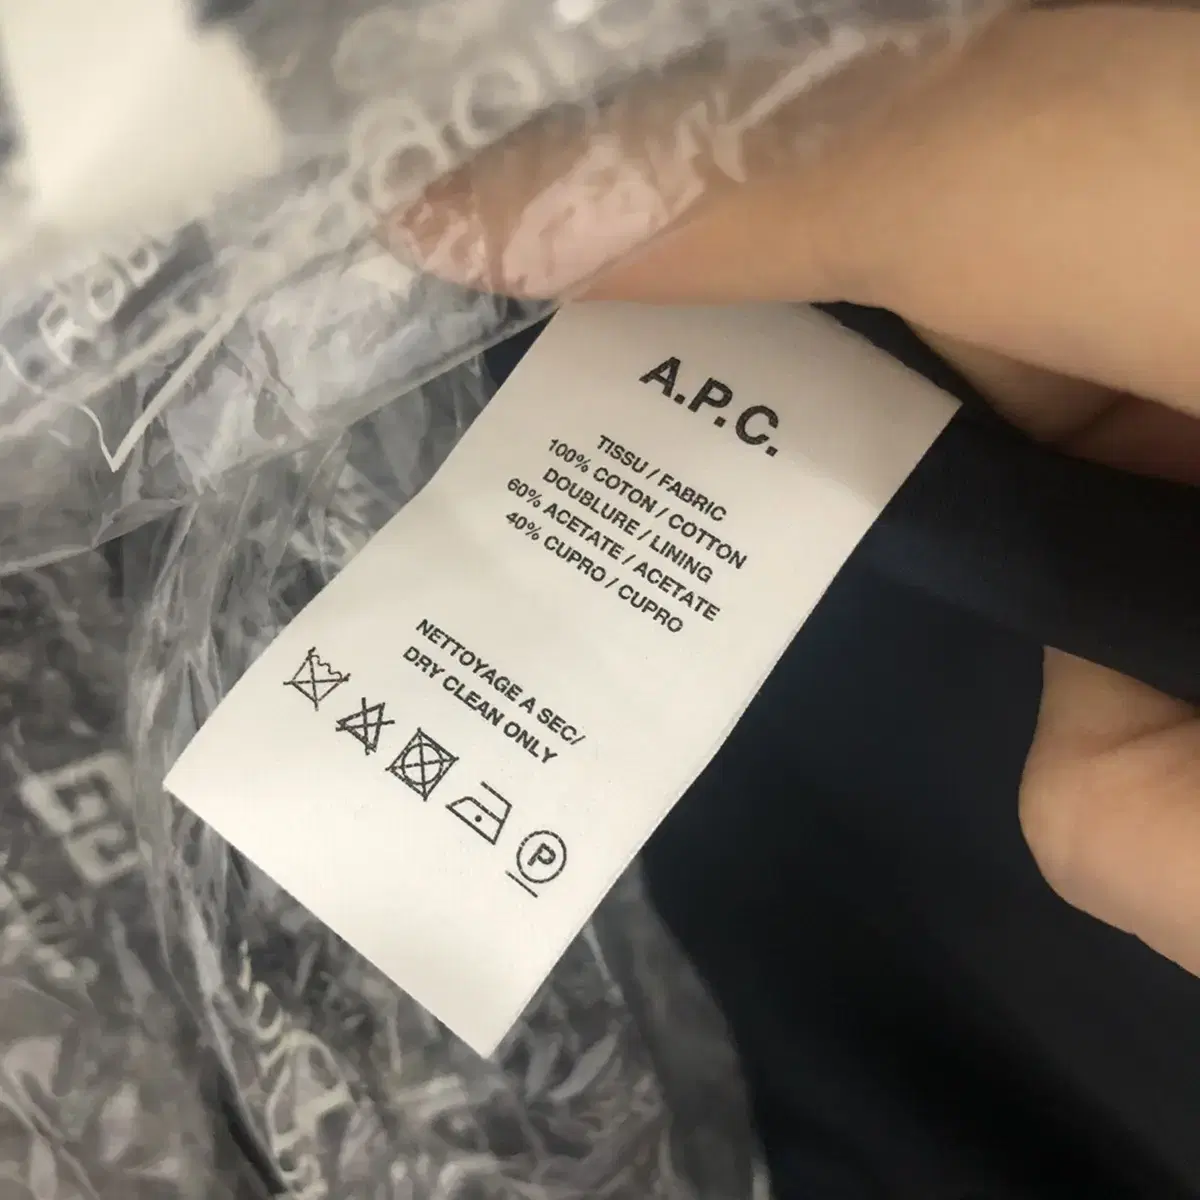 A.P.C.
TISSU / FABRIC
100% COTON / COTTON
DOUBLURE / LINING
60% ACETATE / ACETATE
40% CUPRO / CUPRO
NETTOYAGE A SEC/
DRY CLEAN ONLY
P